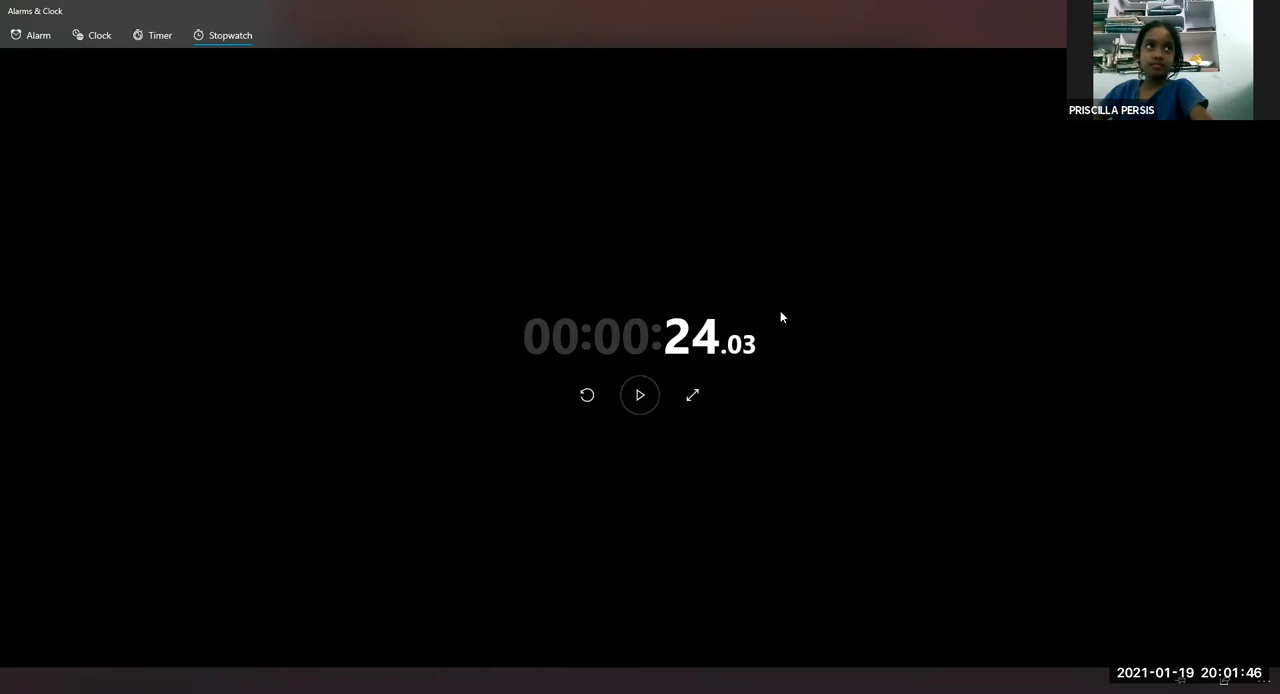 Alarms & Clock
Alarm Clock Timer Stopwatch
PRISCILLA PERSIS
00:00:24.03
2021-01-19 20:01:46